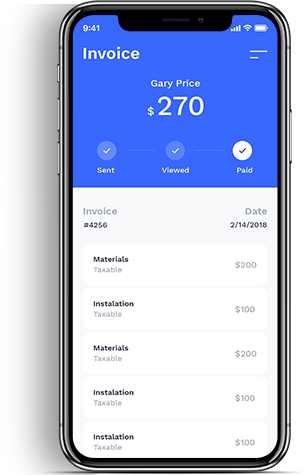 9:41
Invoice
Gary Price
$ 270
Sent Viewed Paid
Invoice Date
#4256 2/14/2018
Materials
Taxable
$200
Instalation
Taxable
$100
Materials
Taxable
$200
Instalation
Taxable
$100
Instalation
Taxable
$100